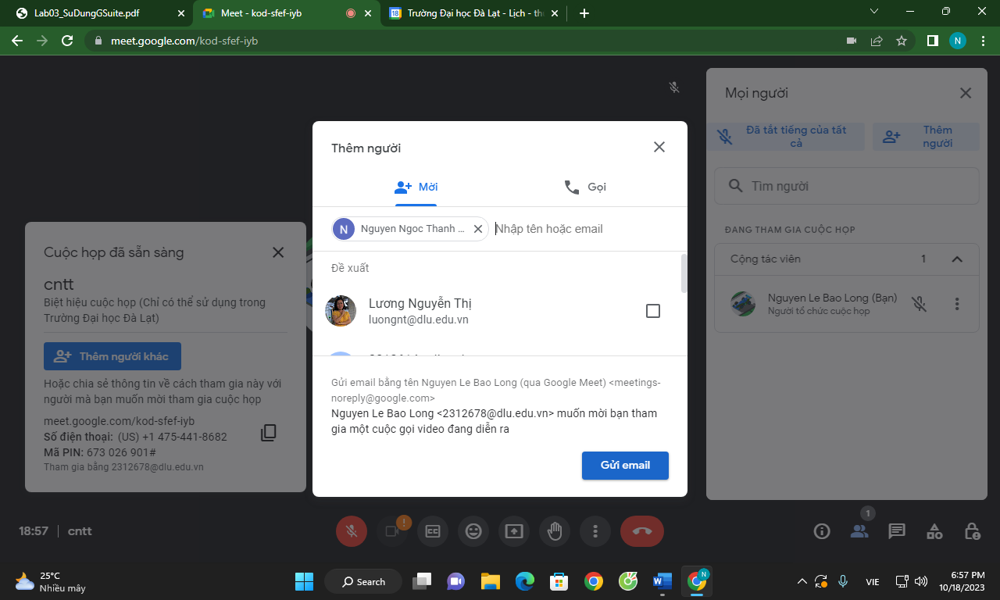 Lab03_SuDungGSuite.pdf
Meet - kod-sfef-iyb
Trường Đại học Đà Lạt - Lịch - th
meet.google.com/kod-sfef-iyb
N
Mọi người
Đã tắt tiếng của tất
cả
Thêm
người
Tìm người
ĐANG THAM GIA CUỘC HỌP
Cộng tác viên 1
Nguyen Le Bao Long (Bạn)
Người tổ chức cuộc họp
Thêm người
Mời
Gọi
N Nguyen Ngoc Thanh ...
Nhập tên hoặc email
Đề xuất
Lương Nguyễn Thị
luongnt@dlu.edu.vn
Gửi email bằng tên Nguyen Le Bao Long (qua Google Meet) <meetings-
noreply@google.com>
Nguyen Le Bao Long <2312678@dlu.edu.vn> muốn mời bạn tham
gia một cuộc gọi video đang diễn ra
Gửi email
Cuộc họp đã sẵn sàng
cntt
Biệt hiệu cuộc họp (Chỉ có thể sử dụng trong
Trường Đại học Đà Lạt)
Thêm người khác
Hoặc chia sẻ thông tin về cách tham gia này với
người mà bạn muốn mời tham gia cuộc họp
meet.google.com/kod-sfef-iyb
Số điện thoại: (US) +1 475-441-8682
Mã PIN: 673 026 901#
Tham gia bằng 2312678@dlu.edu.vn
18:57 | cntt
1
25°C
Nhiều mây
Search
VIE
6:57 PM
10/18/2023